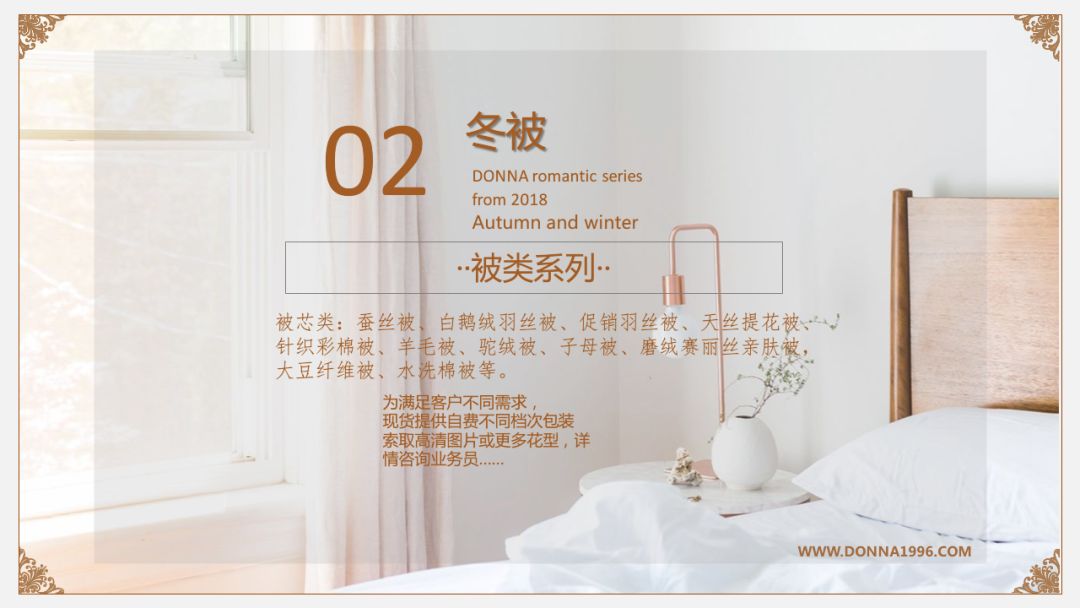 02
冬被
DONNA romantic series
from 2018
Autumn and winter
··被类系列··
被芯类：蚕丝被、白鹅绒羽丝被、促销羽丝被、天丝提花被、
针织彩棉被、羊毛被、驼绒被、子母被、磨绒赛丽丝亲肤被，
大豆纤维被、水洗棉被等。
为满足客户不同需求，
现货提供自费不同档次包装
索取高清图片或更多花型，详
情咨询业务员......
WWW.DONNA1996.COM